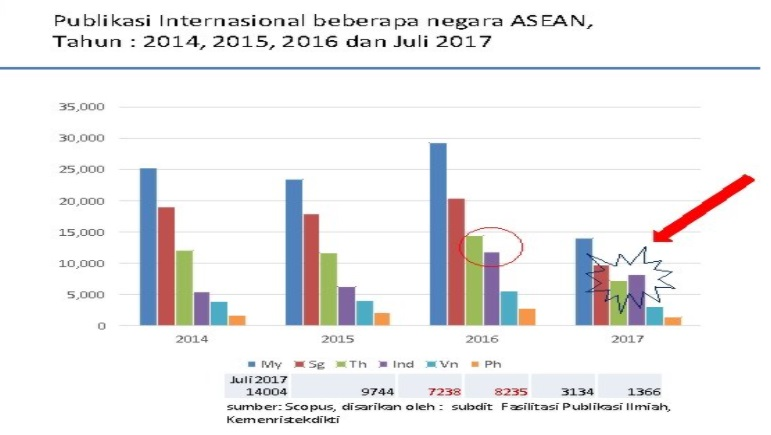 Publikasi Internasional beberapa negara ASEAN,
Tahun : 2014, 2015, 2016 dan Juli 2017
35,000
30,000
25,000
20,000
15,000
10,000
5,000
0
2014 2015 2016 2017
My Sg Th Ind Vn Ph
Juli 2017
14004 9744 7238 8235 3134 1366
sumber: Scopus, disarikan oleh : subdit Fasilitasi Publikasi Ilmiah,
Kemenristekdikti